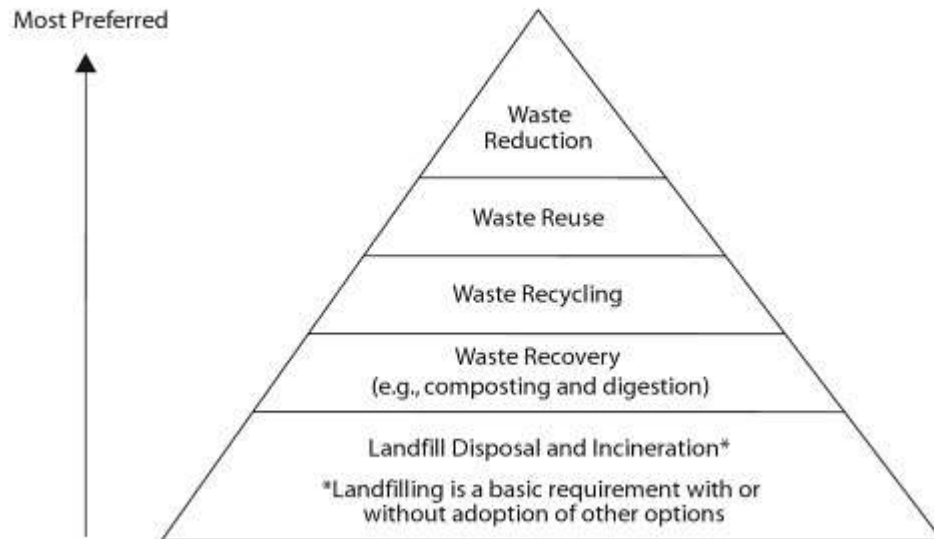 Most Preferred
Waste
Reduction
Waste Reuse
Waste Recycling
Waste Recovery
(e.g., composting and digestion)
Landfill Disposal and Incineration*
*Landfilling is a basic requirement with or
without adoption of other options